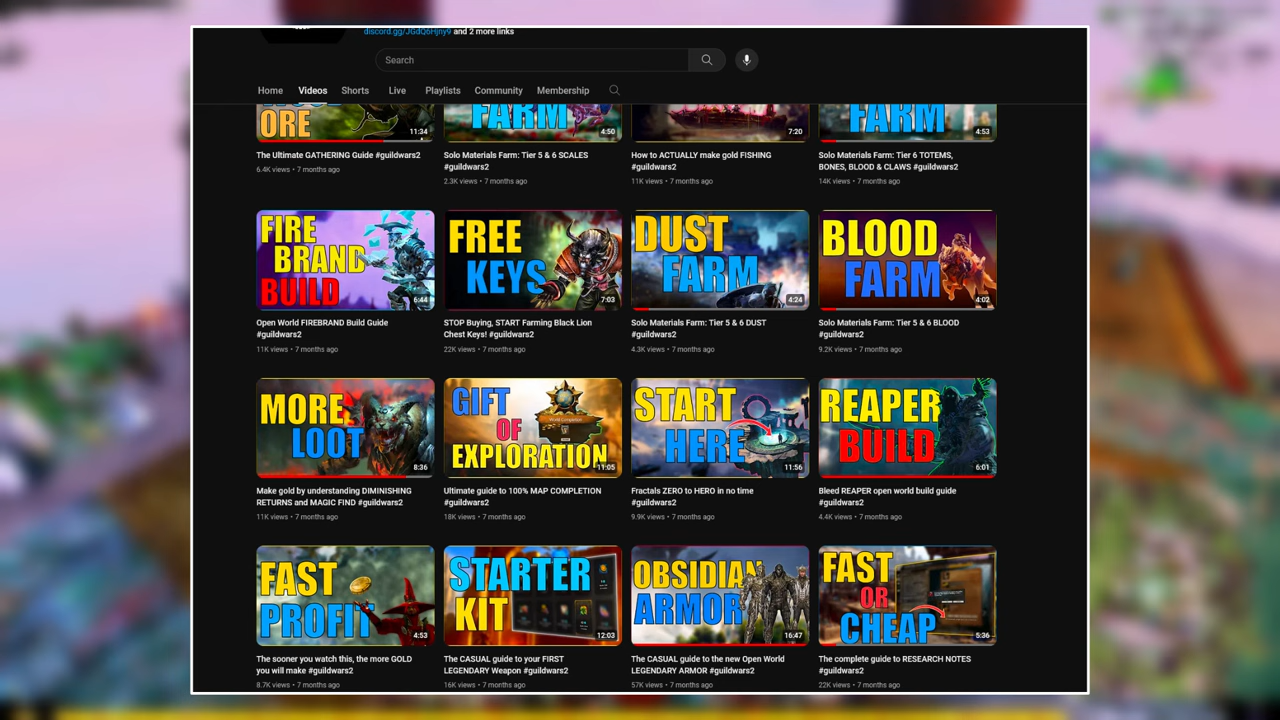 discord.gg/JGdQ6Hjny9 and 2 more links
Search
Home Videos Shorts Live Playlists Community Membership
ORE
11:34
FARM
4:50
7:20
FARM
4:53
The Ultimate GATHERING Guide #guildwars2
6.4K views • 7 months ago
Solo Materials Farm: Tier 5 & 6 SCALES
#guildwars2
2.3K views • 7 months ago
How to ACTUALLY make gold FISHING
#guildwars2
11K views • 7 months ago
Solo Materials Farm: Tier 6 TOTEMS,
BONES, BLOOD & CLAWS #guildwars2
14K views • 7 months ago
FIRE
BRAND
BUILD
6:44
FREE
KEYS
7:03
DUST
FARM
4:24
BLOOD
FARM
4:02
Open World FIREBRAND Build Guide
#guildwars2
11K views • 7 months ago
STOP Buying, START Farming Black Lion
Chest Keys! #guildwars2
22K views • 7 months ago
Solo Materials Farm: Tier 5 & 6 DUST
#guildwars2
4.3K views • 7 months ago
Solo Materials Farm: Tier 5 & 6 BLOOD
#guildwars2
9.2K views • 7 months ago
MORE
LOOT
8:36
GIFT
OF
EXPLORATION
11:05
START
HERE
11:56
REAPER
BUILD
6:01
Make gold by understanding DIMINISHING
RETURNS and MAGIC FIND #guildwars2
11K views • 7 months ago
Ultimate guide to 100% MAP COMPLETION
#guildwars2
18K views • 7 months ago
Fractals ZERO to HERO in no time
#guildwars2
9.9K views • 7 months ago
Bleed REAPER open world build guide
#guildwars2
4.4K views • 7 months ago
FAST
PROFIT
4:53
STARTER
KIT
12:03
OBSIDIAN
ARMOR
16:47
FAST
OR
CHEAP
5:36
The sooner you watch this, the more GOLD
you will make #guildwars2
8.7K views • 7 months ago
The CASUAL guide to your FIRST
LEGENDARY Weapon #guildwars2
16K views • 7 months ago
The CASUAL guide to the new Open World
LEGENDARY ARMOR #guildwars2
57K views • 7 months ago
The complete guide to RESEARCH NOTES
#guildwars2
22K views • 7 months ago